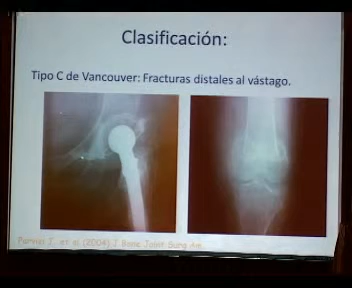 Clasificación:
Tipo C de Vancouver: Fracturas distales al vástago.
et al (2004) J Bone Joint Surg Am